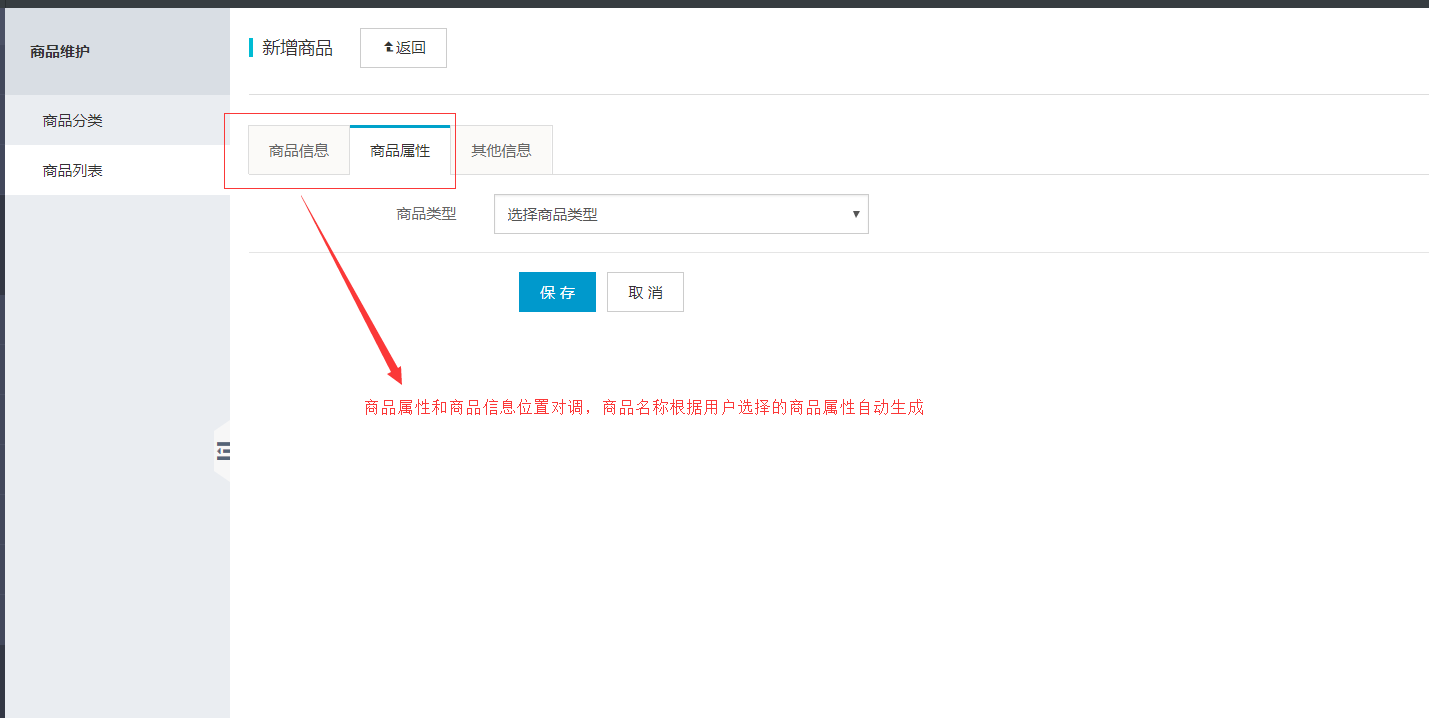 商品维护
商品分类
商品列表
新增商品
返回
商品信息
商品属性
其他信息
商品类型
选择商品类型
保 存
取 消
商品属性和商品信息位置对调，商品名称根据用户选择的商品属性自动生成